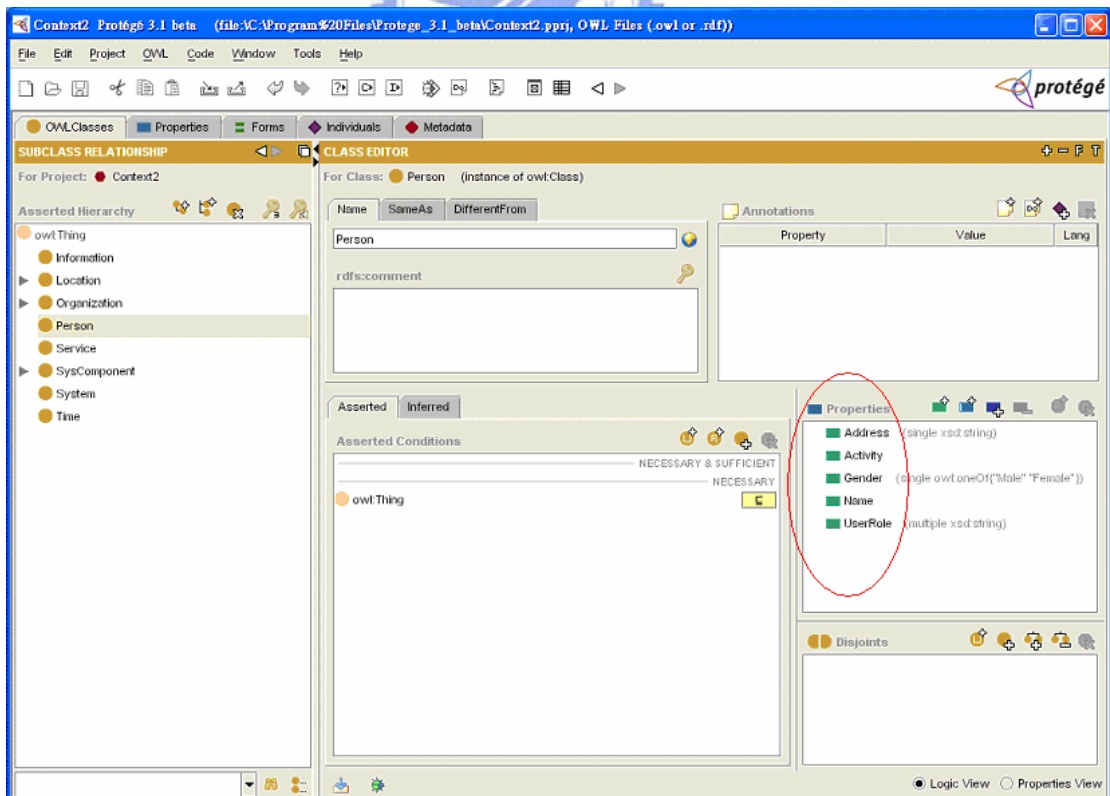 Context2 Protégé 3.1 beta (file:\C:\Program%20Files\Protege_3.1_beta\Context2.pprj, OWL Files (.owl or .rdf))
File Edit Project OWL Code Window Tools Help
protégé
OWLClasses Properties Forms Individuals Metadata
SUBCLASS RELATIONSHIP
For Project: Context2
Asserted Hierarchy
owl:Thing
Information
Location
Organization
Person
Service
SysComponent
System
Time
CLASS EDITOR
For Class: Person (instance of owl:Class)
Name SameAs DifferentFrom
Person
rdfs:comment
Annotations
Property Value Lang
Asserted Inferred
Asserted Conditions
NECESSARY & SUFFICIENT
NECESSARY
owl:Thing
Properties
Address (single xsd:string)
Activity
Gender (single owl:oneOf{"Male" "Female"})
Name
UserRole (multiple xsd:string)
Disjoints
Logic View Properties View